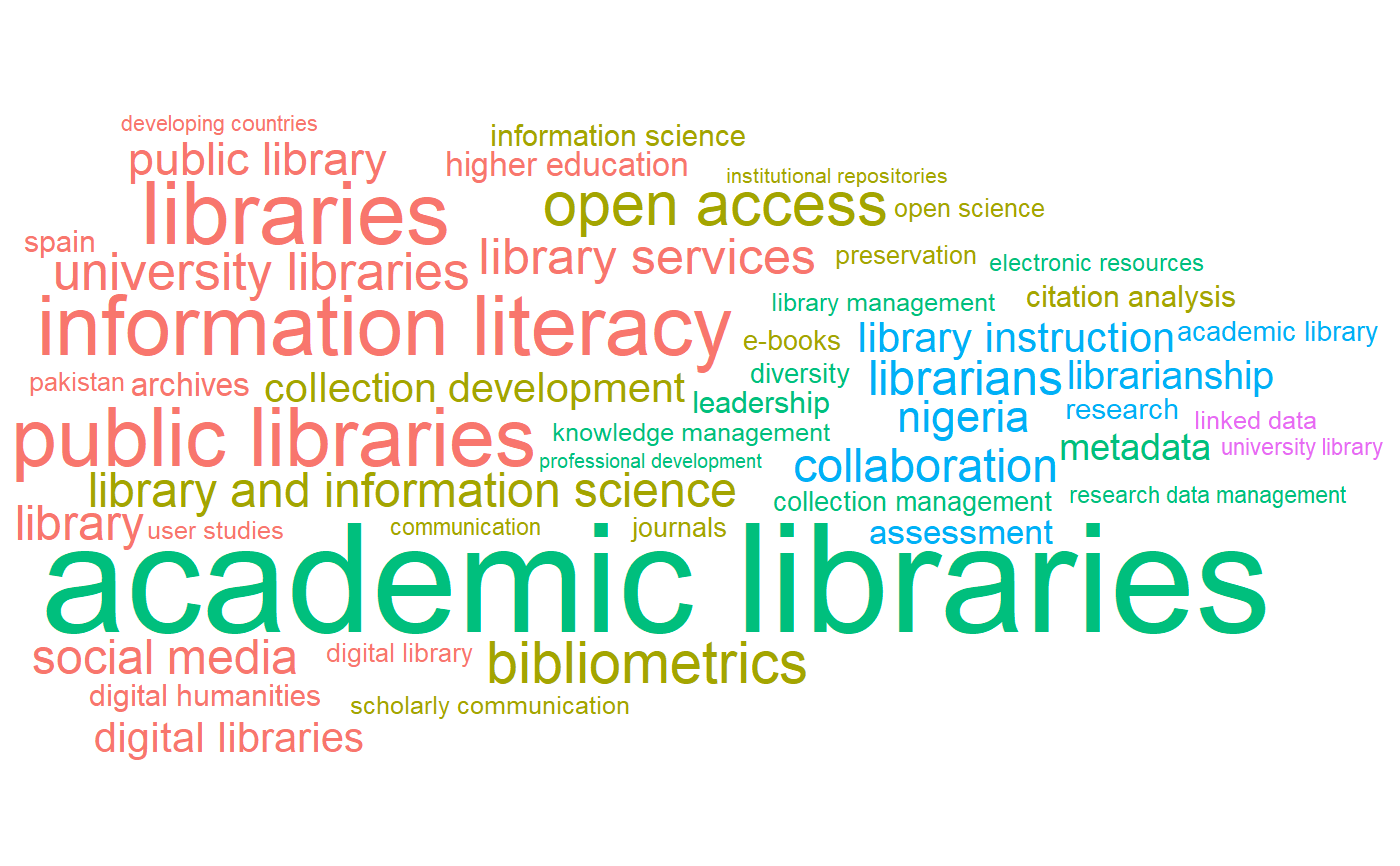 developing countries
information science
public library
higher education
institutional repositories
libraries
open access
open science
spain
university libraries
library services
preservation
electronic resources
library management
citation analysis
information literacy
e-books
library instruction
academic library
pakistan
archives
collection development
diversity
librarians
librarianship
leadership
nigeria
research
linked data
public libraries
knowledge management
metadata
university library
professional development
collaboration
library and information science
collection management
research data management
library
user studies
communication
journals
assessment
academic libraries
social media
digital library
bibliometrics
digital humanities
scholarly communication
digital libraries